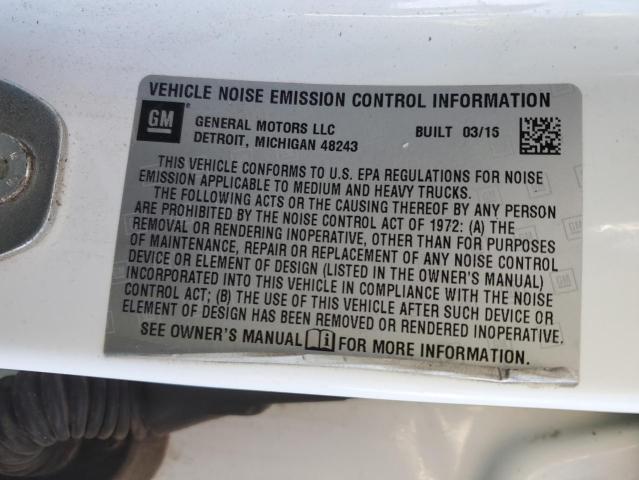 VEHICLE NOISE EMISSION CONTROL INFORMATION
GM
®
GENERAL MOTORS LLC
DETROIT, MICHIGAN 48243
BUILT 03/15
THIS VEHICLE CONFORMS TO U.S. EPA REGULATIONS FOR NOISE
EMISSION APPLICABLE TO MEDIUM AND HEAVY TRUCKS.
THE FOLLOWING ACTS OR THE CAUSING THEREOF BY ANY PERSON
ARE PROHIBITED BY THE NOISE CONTROL ACT OF 1972: (A) THE
REMOVAL OR RENDERING INOPERATIVE, OTHER THAN FOR PURPOSES
OF MAINTENANCE, REPAIR OR REPLACEMENT OF ANY NOISE CONTROL
DEVICE OR ELEMENT OF DESIGN (LISTED IN THE OWNER'S MANUAL)
INCORPORATED INTO THIS VEHICLE IN COMPLIANCE WITH THE NOISE
CONTROL ACT; (B) THE USE OF THIS VEHICLE AFTER SUCH DEVICE OR
ELEMENT OF DESIGN HAS BEEN REMOVED OR RENDERED INOPERATIVE.
SEE OWNER'S MANUAL i FOR MORE INFORMATION.